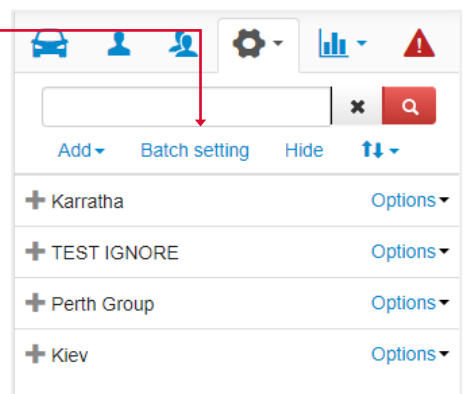 Add Batch setting Hide
Karratha Options
TEST IGNORE Options
Perth Group Options
Kiev Options